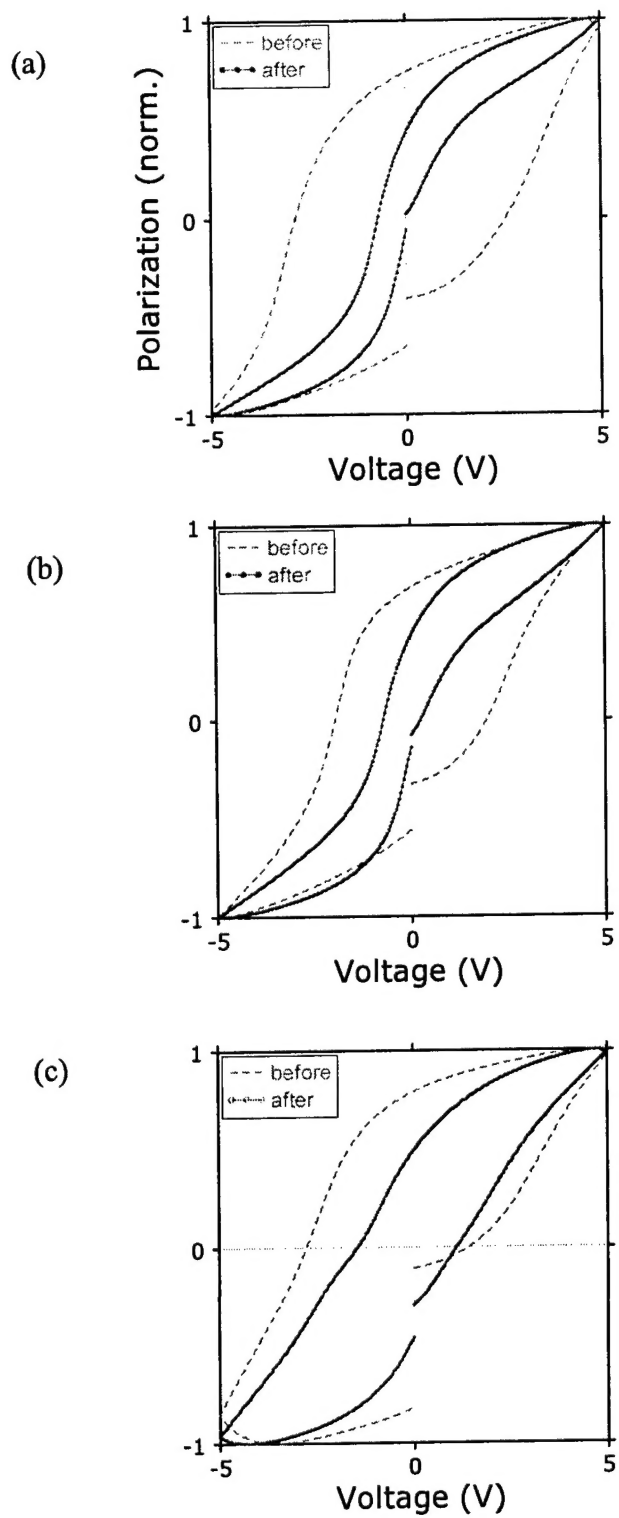 (a)
Polarization (norm.)
1
0
-1
before
after
-5
0
5
Voltage (V)
(b)
1
0
-1
before
after
-5
0
5
Voltage (V)
(c)
1
0
-1
before
after
-5
0
5
Voltage (V)